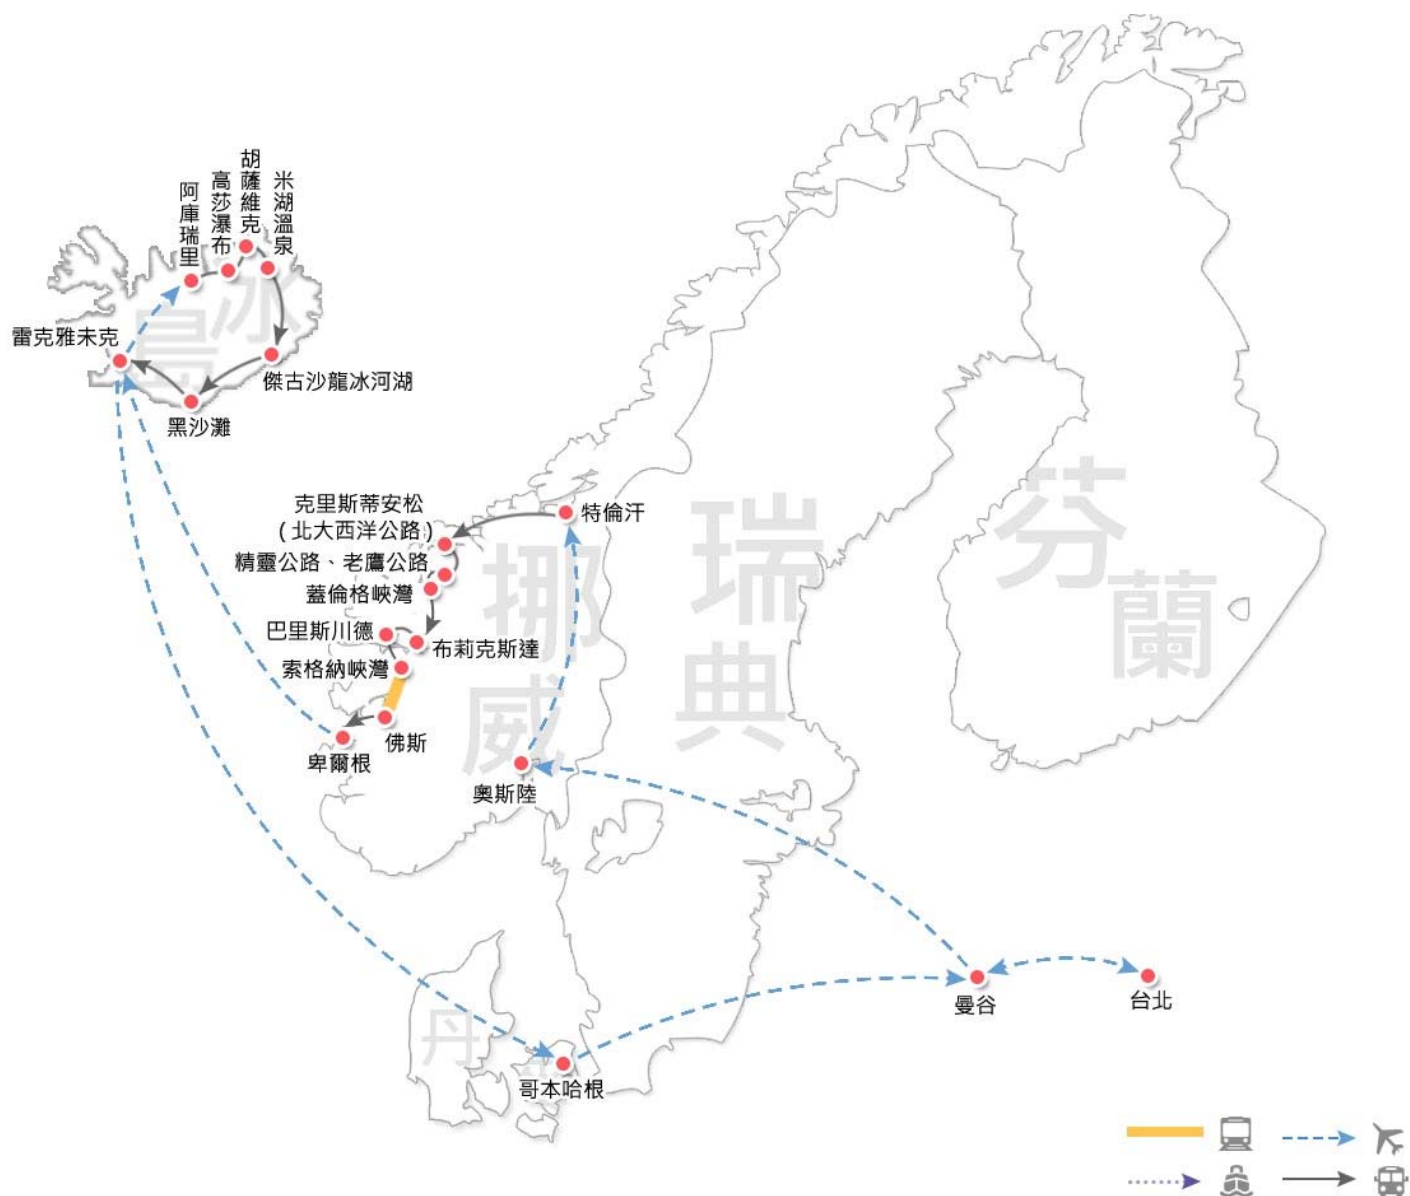 阿庫瑞里
高莎瀑布
胡薩維克
米湖溫泉
冰
島
雷克雅未克
傑古沙龍冰河湖
黑沙灘
克里斯蒂安松
(北大西洋公路)
特倫汗
精靈公路、老鷹公路
蓋倫格峽灣
巴里斯川德
布莉克斯達
索格納峽灣
佛斯
卑爾根
奧斯陸
挪
威
瑞
典
芬
蘭
曼谷
台北
丹
哥本哈根